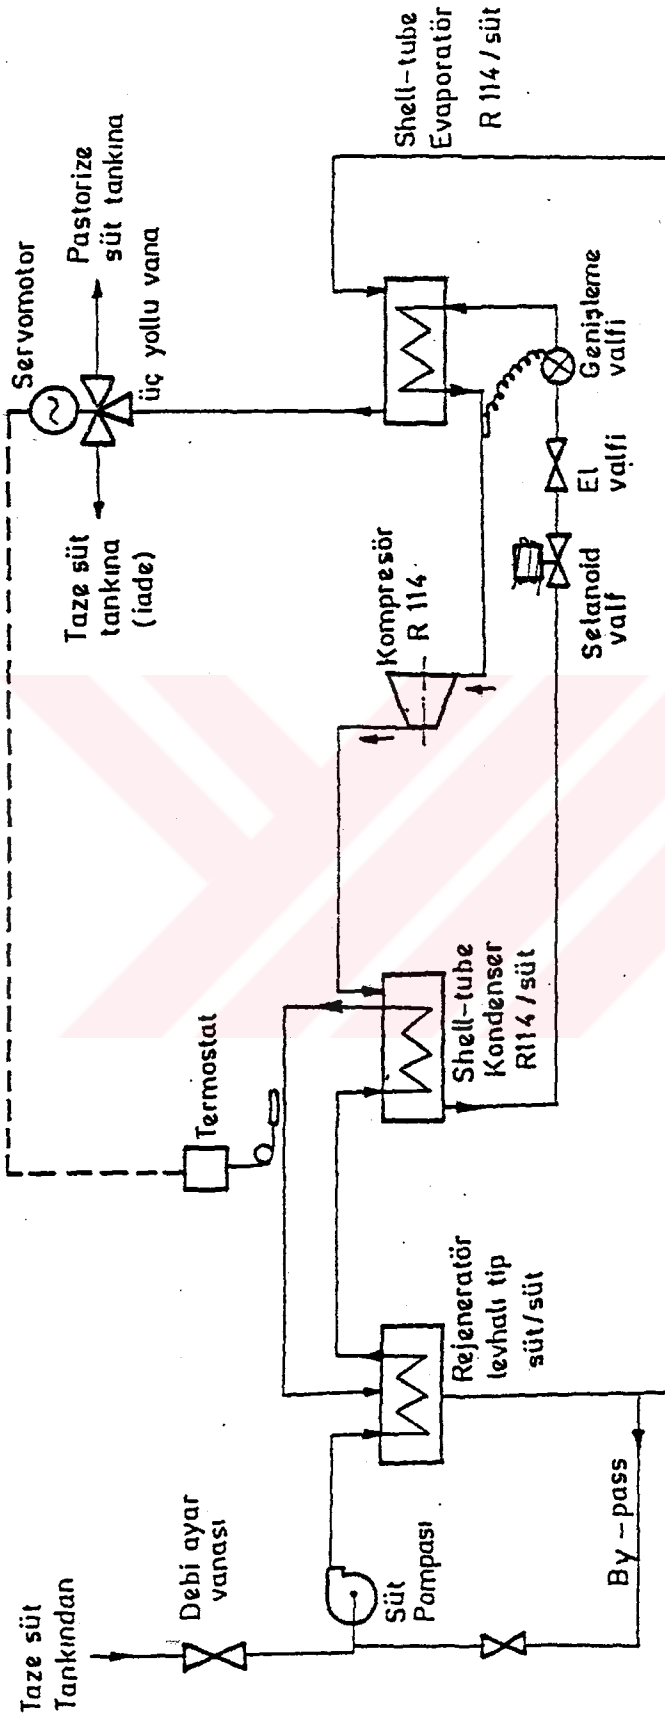 Taze süt
Tankından
Debi ayar
vanası
Süt
Pompası
By-pass
Rejeneratör
levhalı tip
süt/süt
Termostat
Shell-tube
Kondenser
R114/süt
Kompresör
R 114
Selanoid
valf
El
valfi
Genişleme
valfi
Taze süt
tankına
(iade)
Servomotor
Pastorize
süt tankına
üç yollu vana
Shell-tube
Evaporatör
R 114/süt